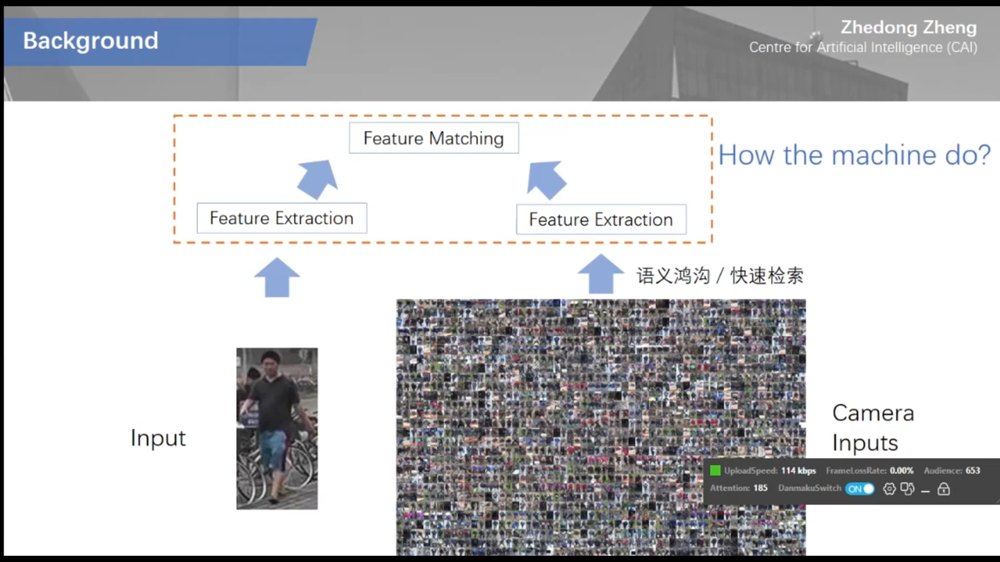 Background
Zhedong Zheng
Centre for Artificial Intelligence (CAI)
Feature Matching
How the machine do?
Feature Extraction
Feature Extraction
语义鸿沟 / 快速检索
Input
Camera
Inputs
UploadSpeed: 114 kbps FrameLossRate: 0.00% Audience: 653
Attention: 185 DanmakuSwitch ON